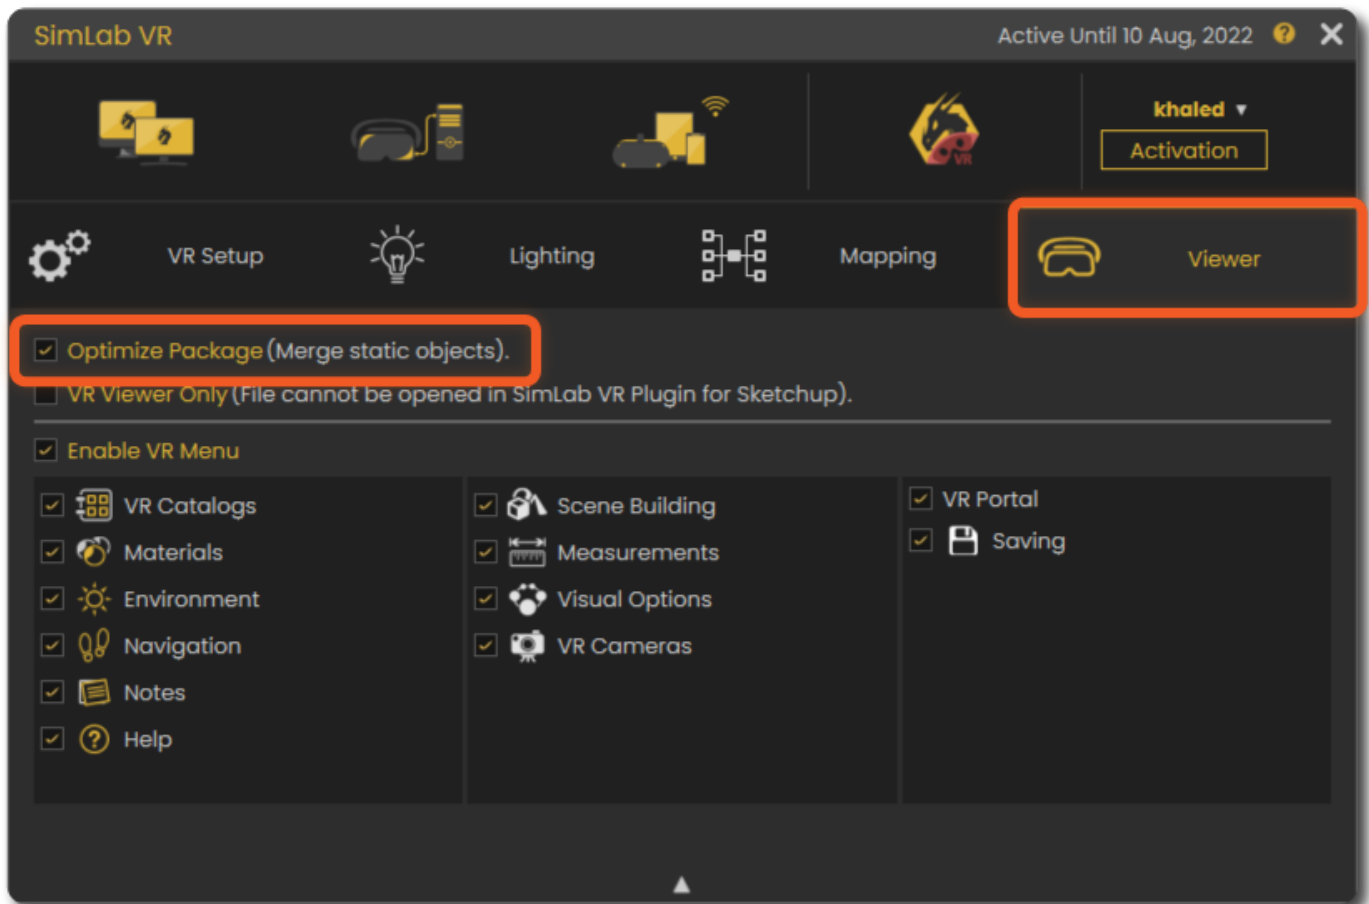 SimLab VR
Active Until 10 Aug, 2022 ?
VR
khaled
Activation
VR Setup
Lighting
Mapping
Viewer
Optimize Package (Merge static objects).
VR Viewer Only (File cannot be opened in SimLab VR Plugin for Sketchup).
Enable VR Menu
VR Catalogs
Materials
Environment
Navigation
Notes
? Help
Scene Building
Measurements
Visual Options
VR Cameras
VR Portal
Saving